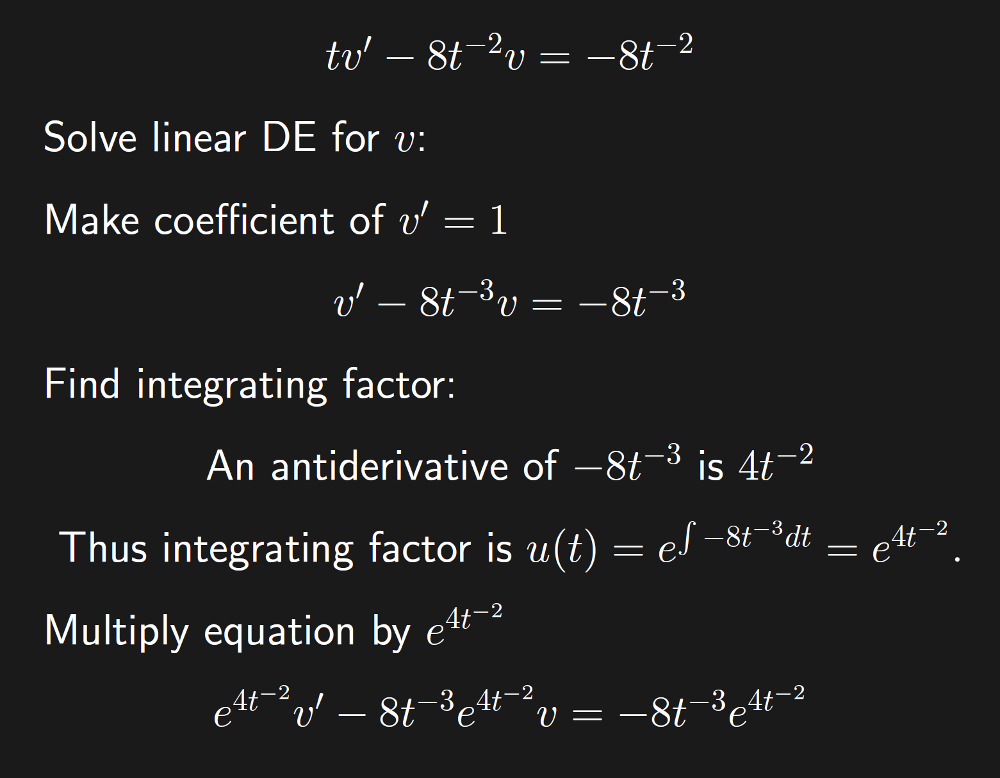 $tv' - 8t^{-2}v = -8t^{-2}$
Solve linear DE for $v$:
Make coefficient of $v' = 1$
$v' - 8t^{-3}v = -8t^{-3}$
Find integrating factor:
An antiderivative of $-8t^{-3}$ is $4t^{-2}$
Thus integrating factor is $u(t) = e^{\int -8t^{-3}dt} = e^{4t^{-2}}$.
Multiply equation by $e^{4t^{-2}}$
$e^{4t^{-2}}v' - 8t^{-3}e^{4t^{-2}}v = -8t^{-3}e^{4t^{-2}}$